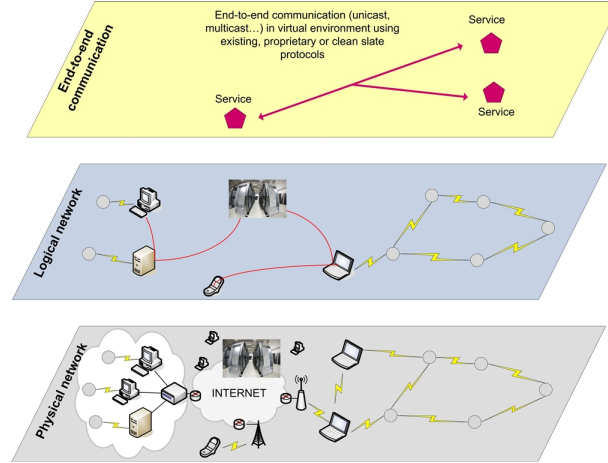 End-to-end communication (unicast,
multicast…) in virtual environment using
existing, proprietary or clean slate
protocols
End-to-end
communication
Service
Service
Service
Logical network
Physical network
INTERNET